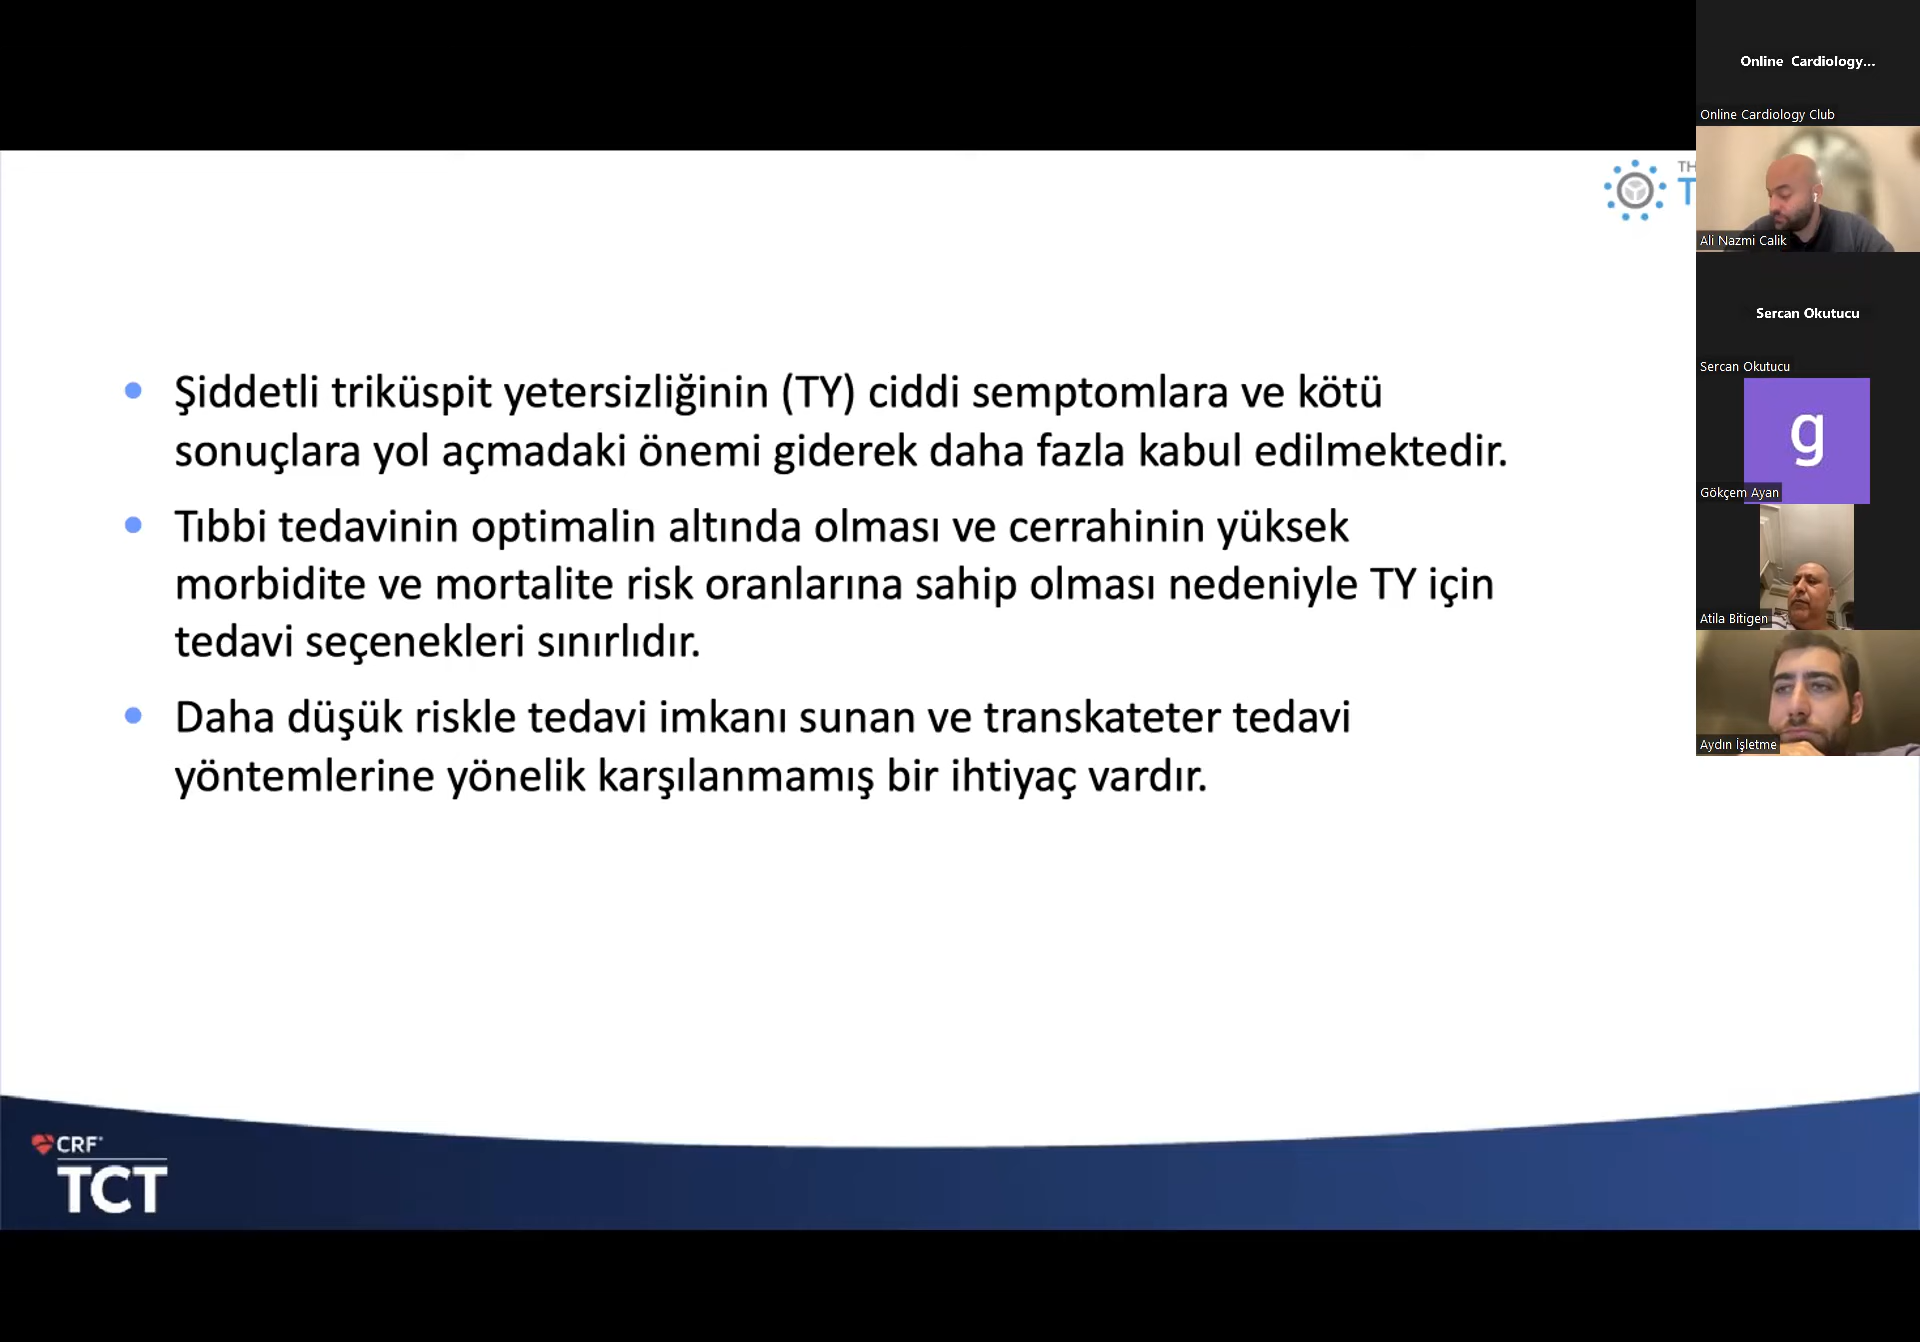 Şiddetli triküspit yetersizliğinin (TY) ciddi semptomlara ve kötü
sonuçlara yol açmadaki önemi giderek daha fazla kabul edilmektedir.
Tıbbi tedavinin optimalin altında olması ve cerrahinin yüksek
morbidite ve mortalite risk oranlarına sahip olması nedeniyle TY için
tedavi seçenekleri sınırlıdır.
Daha düşük riskle tedavi imkanı sunan ve transkateter tedavi
yöntemlerine yönelik karşılanmamış bir ihtiyaç vardır.
CRF
TCT
Online Cardiology...
Online Cardiology Club
Ali Nazmi Calik
Sercan Okutucu
Sercan Okutucu
g
Gökçem Ayan
Atila Bitigen
Aydın İşletme